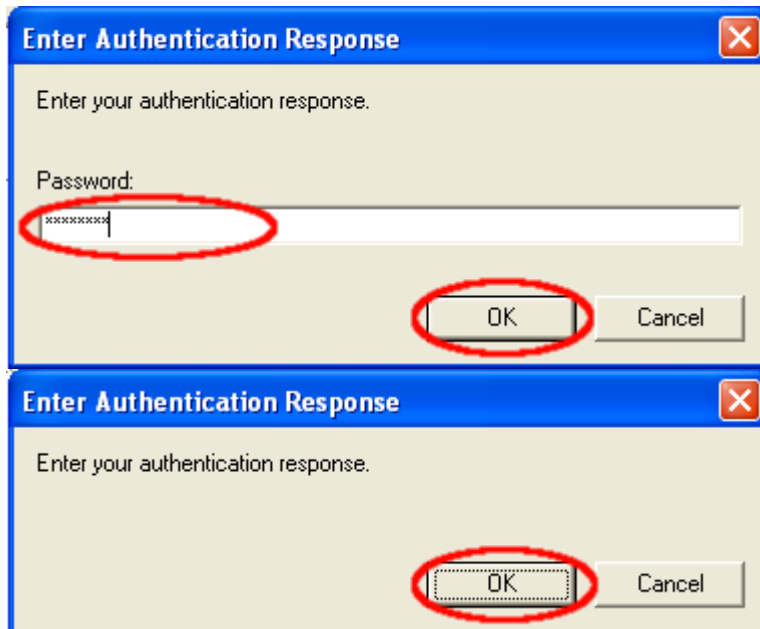 Enter Authentication Response
Enter your authentication response.
Password:
××××××××
OK Cancel
Enter Authentication Response
Enter your authentication response.
OK Cancel